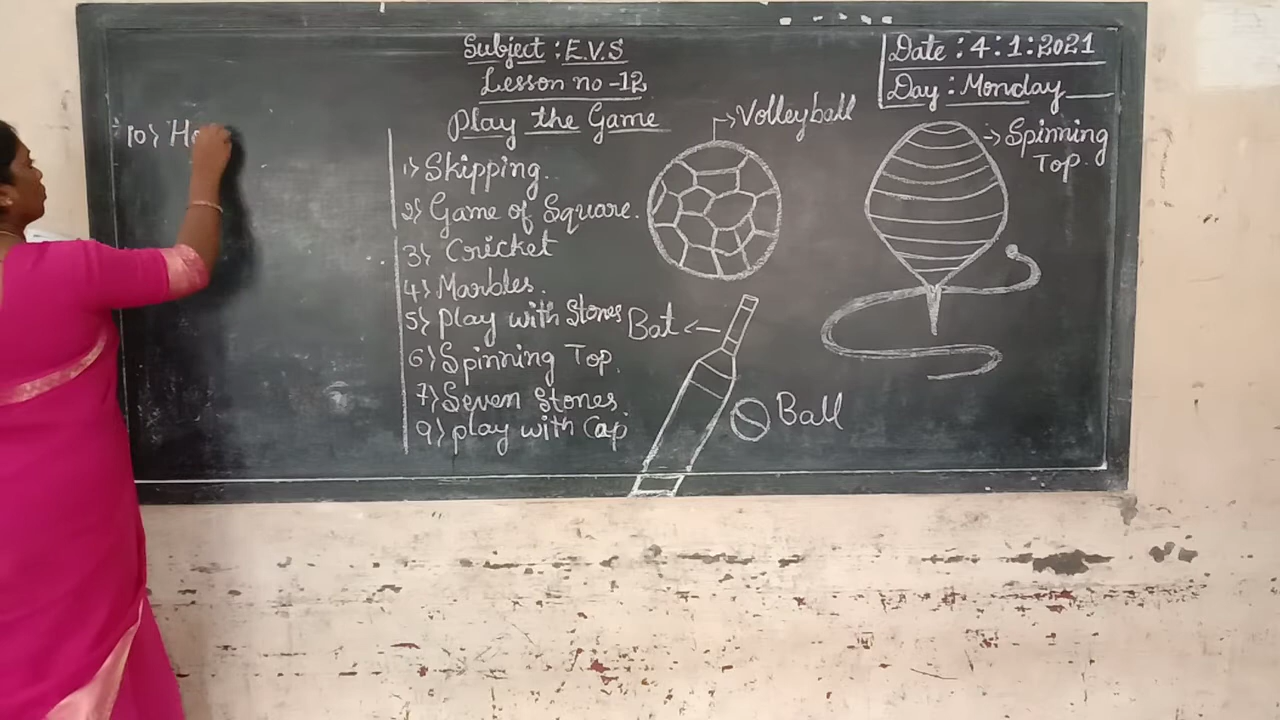 Subject : E.V.S
Lesson no - 12
Play the Game
Date : 4 : 1 : 2021
Day : Monday
10) Ho
1) Skipping.
2) Game of Square.
3) Cricket
4) Marbles.
5) Play with Stones
6) Spinning Top.
7) Seven Stones.
9) play with Cap
Volleyball
Spinning
Top.
Bat
Ball